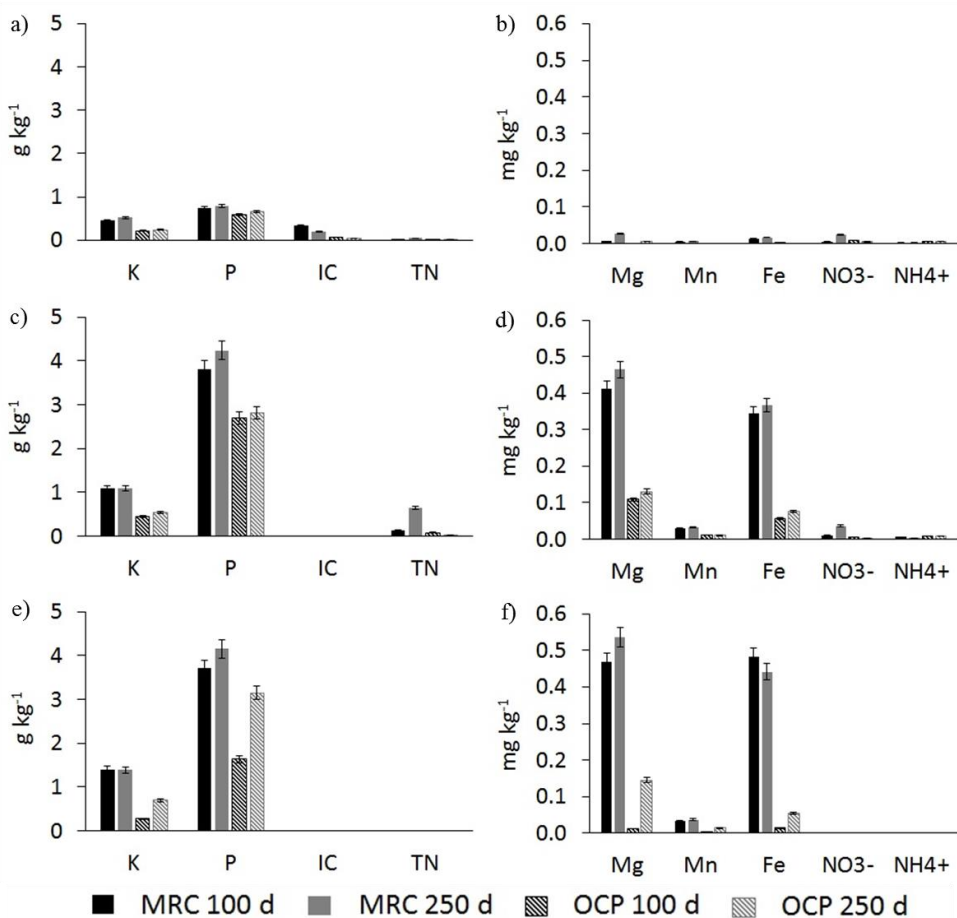 a)
5
4
3
2
1
0
g kg-1
K P IC TN
b)
0.6
0.5
0.4
0.3
0.2
0.1
0.0
mg kg-1
Mg Mn Fe NO3- NH4+
c)
5
4
3
2
1
0
g kg-1
K P IC TN
d)
0.6
0.5
0.4
0.3
0.2
0.1
0.0
mg kg-1
Mg Mn Fe NO3- NH4+
e)
5
4
3
2
1
0
g kg-1
K P IC TN
f)
0.6
0.5
0.4
0.3
0.2
0.1
0.0
mg kg-1
Mg Mn Fe NO3- NH4+
MRC 100 d MRC 250 d OCP 100 d OCP 250 d